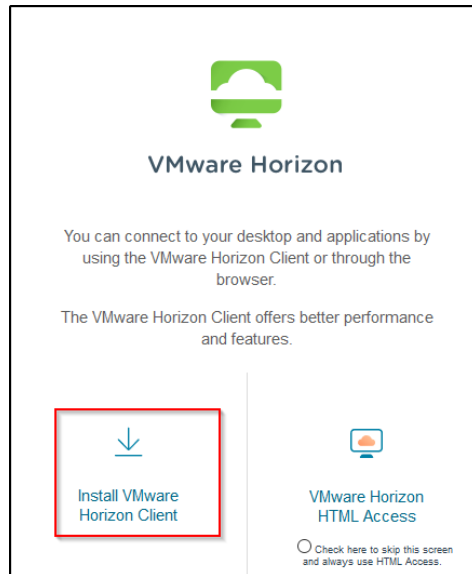 VMware Horizon
You can connect to your desktop and applications by
using the VMware Horizon Client or through the
browser.
The VMware Horizon Client offers better performance
and features.
Install VMware
Horizon Client
VMware Horizon
HTML Access
Check here to skip this screen
and always use HTML Access.